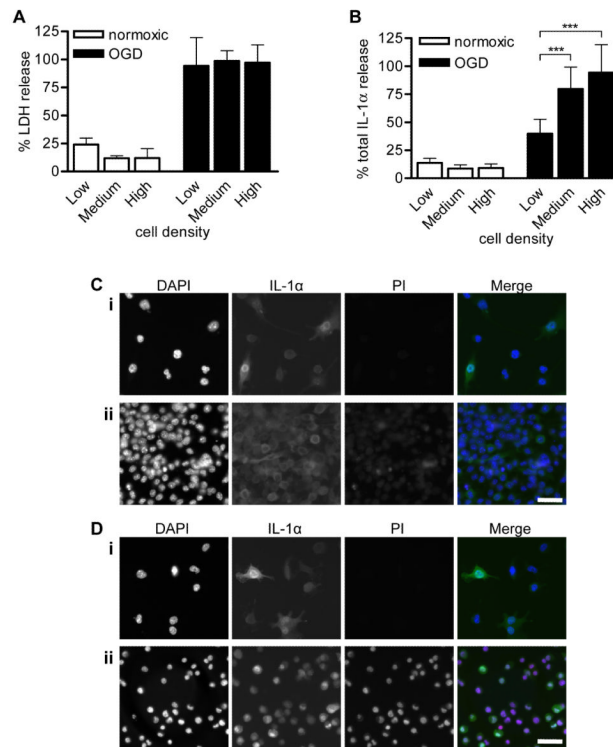 A
normoxic
OGD
% LDH release
125
100
75
50
25
0
Low
Medium
High
Low
Medium
High
cell density
B
normoxic
OGD
***
***
% total IL-1α release
125
100
75
50
25
0
Low
Medium
High
Low
Medium
High
cell density
C
DAPI IL-1α PI Merge
i
ii
D
DAPI IL-1α PI Merge
i
ii